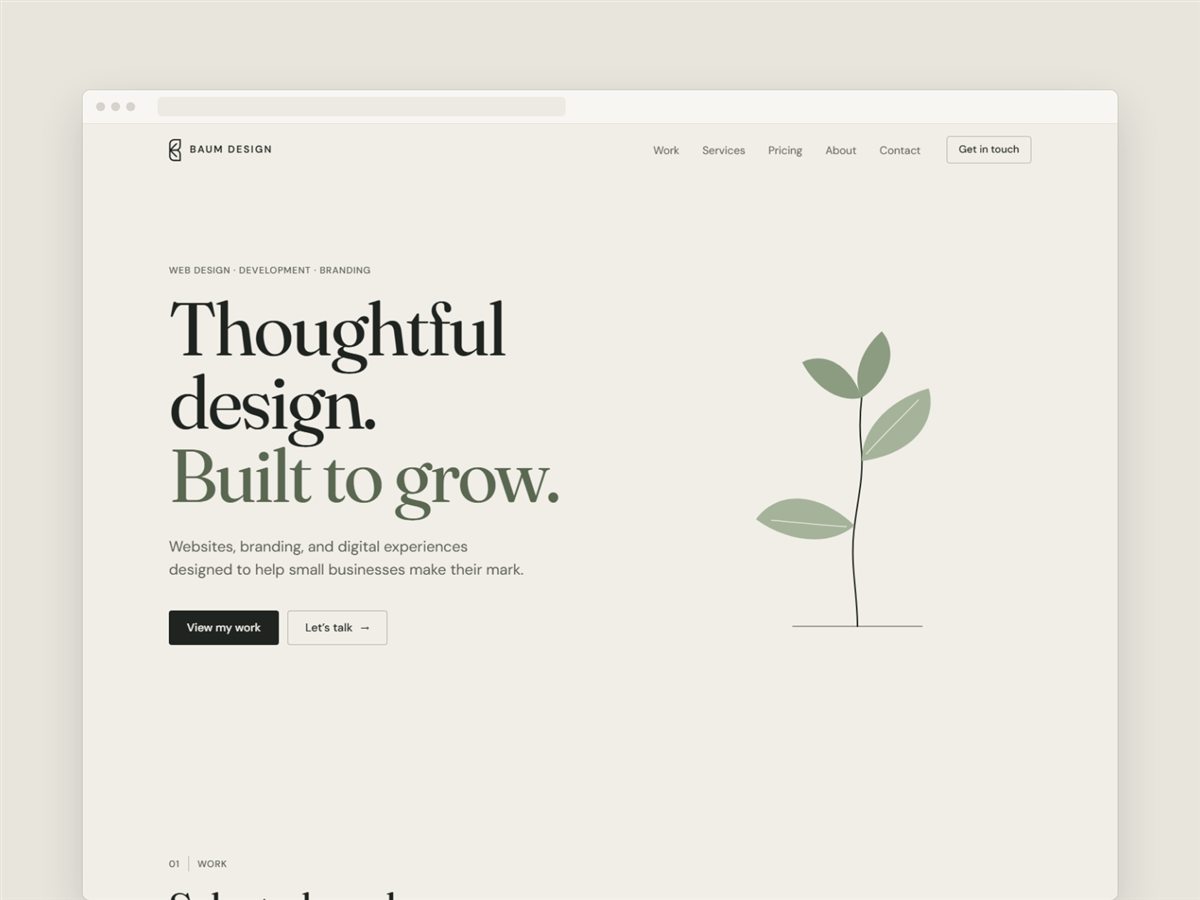 BAUM DESIGN
Work Services Pricing About Contact Get in touch
WEB DESIGN · DEVELOPMENT · BRANDING
Thoughtful
design.
Built to grow.
Websites, branding, and digital experiences
designed to help small businesses make their mark.
View my work Let’s talk →
01 | WORK